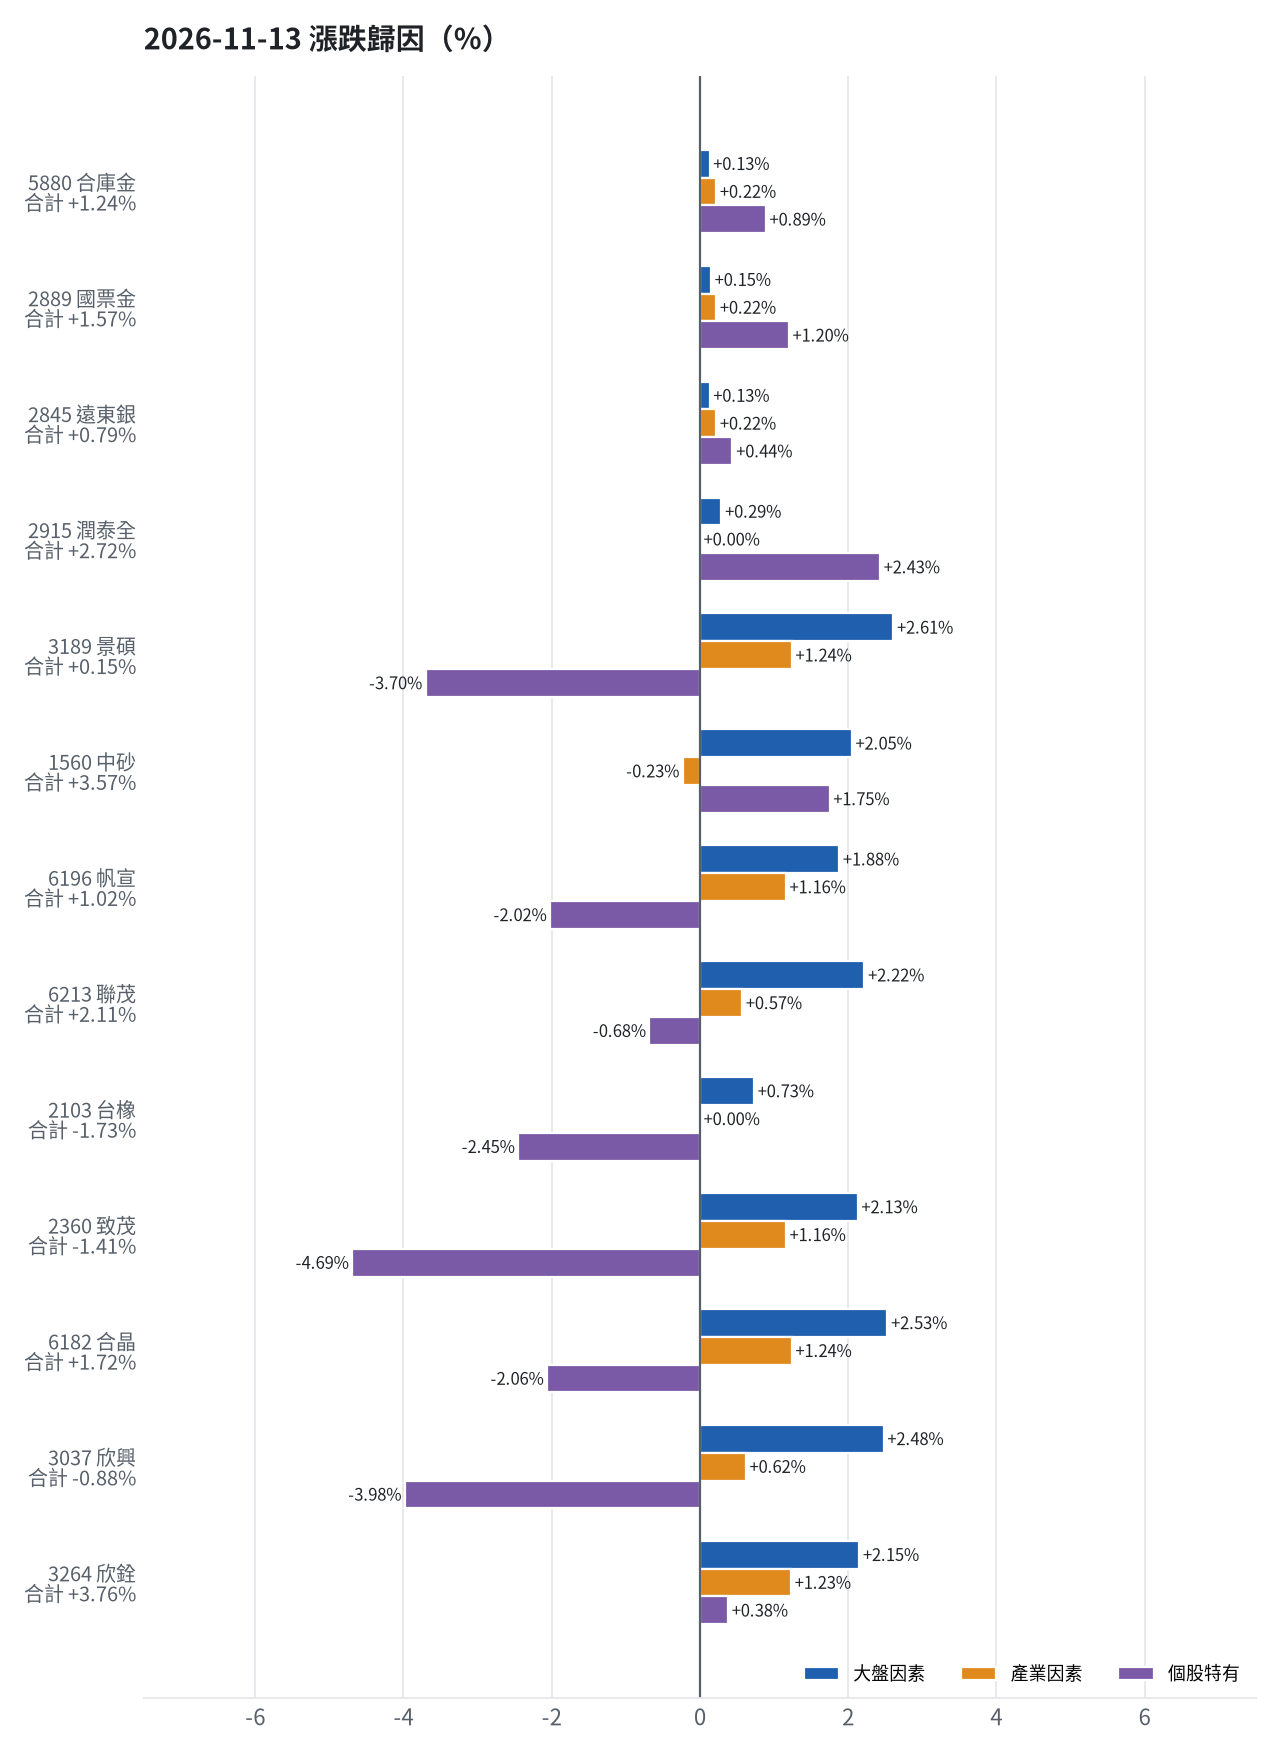 2026-11-13 漲跌歸因（%）
5880 合庫金
合計 +1.24%
+0.13%
+0.22%
+0.89%
2889 國票金
合計 +1.57%
+0.15%
+0.22%
+1.20%
2845 遠東銀
合計 +0.79%
+0.13%
+0.22%
+0.44%
2915 潤泰全
合計 +2.72%
+0.29%
+0.00%
+2.43%
3189 景碩
合計 +0.15%
+2.61%
+1.24%
-3.70%
1560 中砂
合計 +3.57%
+2.05%
-0.23%
+1.75%
6196 帆宣
合計 +1.02%
+1.88%
+1.16%
-2.02%
6213 聯茂
合計 +2.11%
+2.22%
+0.57%
-0.68%
2103 台橡
合計 -1.73%
+0.73%
+0.00%
-2.45%
2360 致茂
合計 -1.41%
+2.13%
+1.16%
-4.69%
6182 合晶
合計 +1.72%
+2.53%
+1.24%
-2.06%
3037 欣興
合計 -0.88%
+2.48%
+0.62%
-3.98%
3264 欣銓
合計 +3.76%
+2.15%
+1.23%
+0.38%
大盤因素 產業因素 個股特有
-6 -4 -2 0 2 4 6